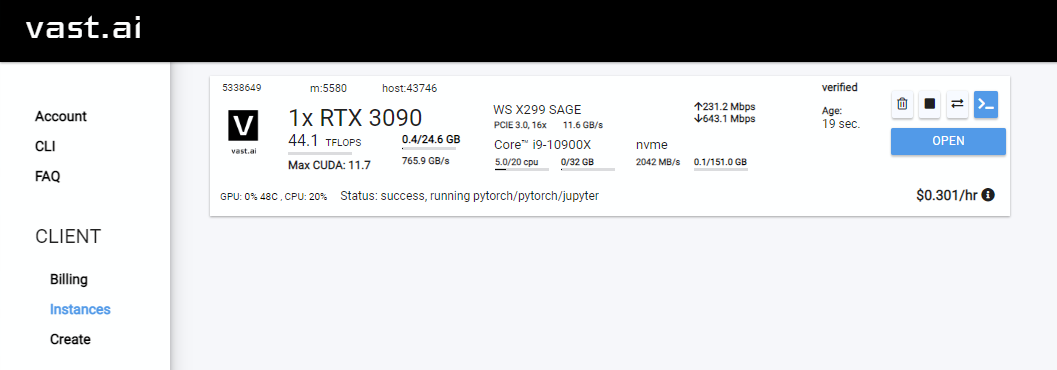 vast.ai
Account
CLI
FAQ
CLIENT
Billing
Instances
Create
5338649 m:5580 host:43746 verified
V
vast.ai
1x RTX 3090
44.1 TFLOPS 0.4/24.6 GB
Max CUDA: 11.7 765.9 GB/s
WS X299 SAGE
PCIE 3.0, 16x 11.6 GB/s
Core™ i9-10900X nvme
5.0/20 cpu 0/32 GB 2042 MB/s 0.1/151.0 GB
↑231.2 Mbps
↓643.1 Mbps
Age:
19 sec.
OPEN
GPU: 0% 48C , CPU: 20% Status: success, running pytorch/pytorch/jupyter $0.301/hr